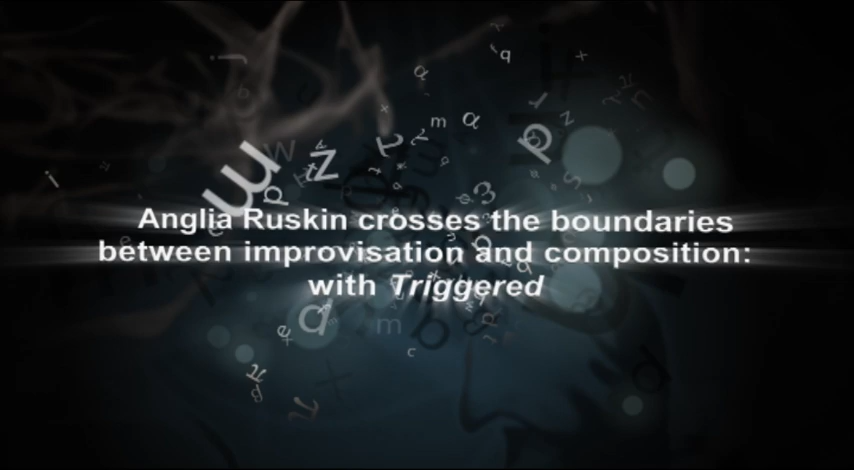 Anglia Ruskin crosses the boundaries
between improvisation and composition:
with Triggered